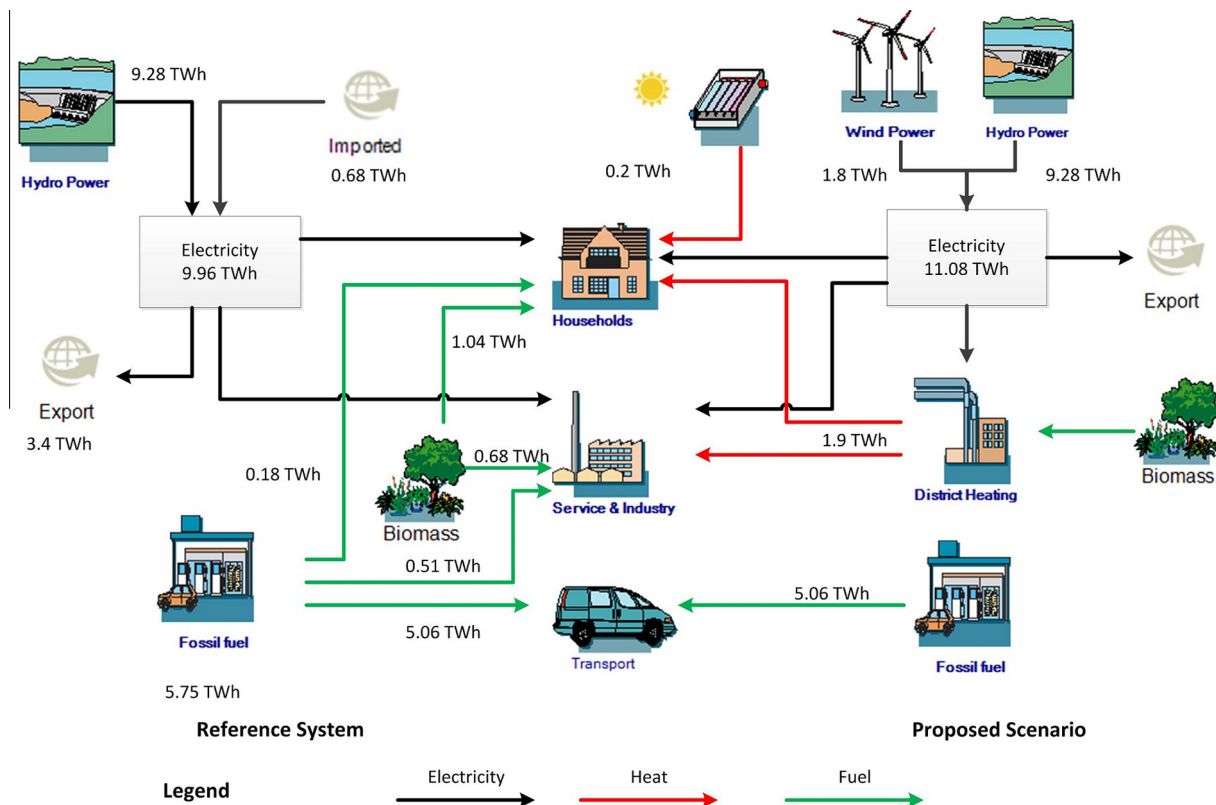 9.28 TWh
Hydro Power
Imported
0.68 TWh
Electricity
9.96 TWh
Export
3.4 TWh
0.2 TWh
Households
1.04 TWh
0.18 TWh
0.68 TWh
Biomass
Service & Industry
0.51 TWh
Fossil fuel
5.75 TWh
5.06 TWh
Transport
Wind Power
Hydro Power
1.8 TWh
9.28 TWh
Electricity
11.08 TWh
Export
1.9 TWh
District Heating
Biomass
5.06 TWh
Fossil fuel
Reference System
Proposed Scenario
Legend
Electricity
Heat
Fuel